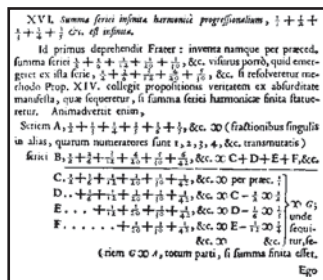 XVI. Summa seriei infinitæ harmonicè progressionalium, 1/1+1/2+
1/3+1/4+1/5 &c. est infinita.
Id primus deprehendit Frater : inventa namque per præced.
summa seriei 1/2+1/6+1/12+1/20+1/30, &c. visurus porrò, quid emer-
geret ex ista serie, 1/2+2/6+3/12+4/20+5/30, &c. si resolveretur me-
thodo Prop. XIV. collegit propositionis veritatem ex absurditate
manifesta, quæ sequeretur, si summa seriei harmonicæ finita statue-
retur. Animadvertit enim,
Seriem A, 1/2+1/3+1/4+1/5+1/6+1/7, &c. ∞ (fractionibus singulis
in alias, quarum numeratores sunt 1, 2, 3, 4, &c. transmutatis)
seriei B, 1/2+2/6+3/12+4/20+5/30+6/42, &c. ∞ C+D+E+F, &c.
C. 1/2+1/6+1/12+1/20+1/30+1/42, &c. ∞ per præc. 1/1
D. . +1/6+1/12+1/20+1/30+1/42, &c. ∞ C-1/2 ∞ 1/2 ∞ G;
E. . . . +1/12+1/20+1/30+1/42, &c. ∞ D-1/6 ∞ 1/3 unde
F. . . . . . . +1/20+1/30+1/42, &c. ∞ E-1/12 ∞ 1/4 sequi-
&c. ∞ &c. tur, se-
(riem G ∞ A, totum parti, si summa finita esset.
Ego